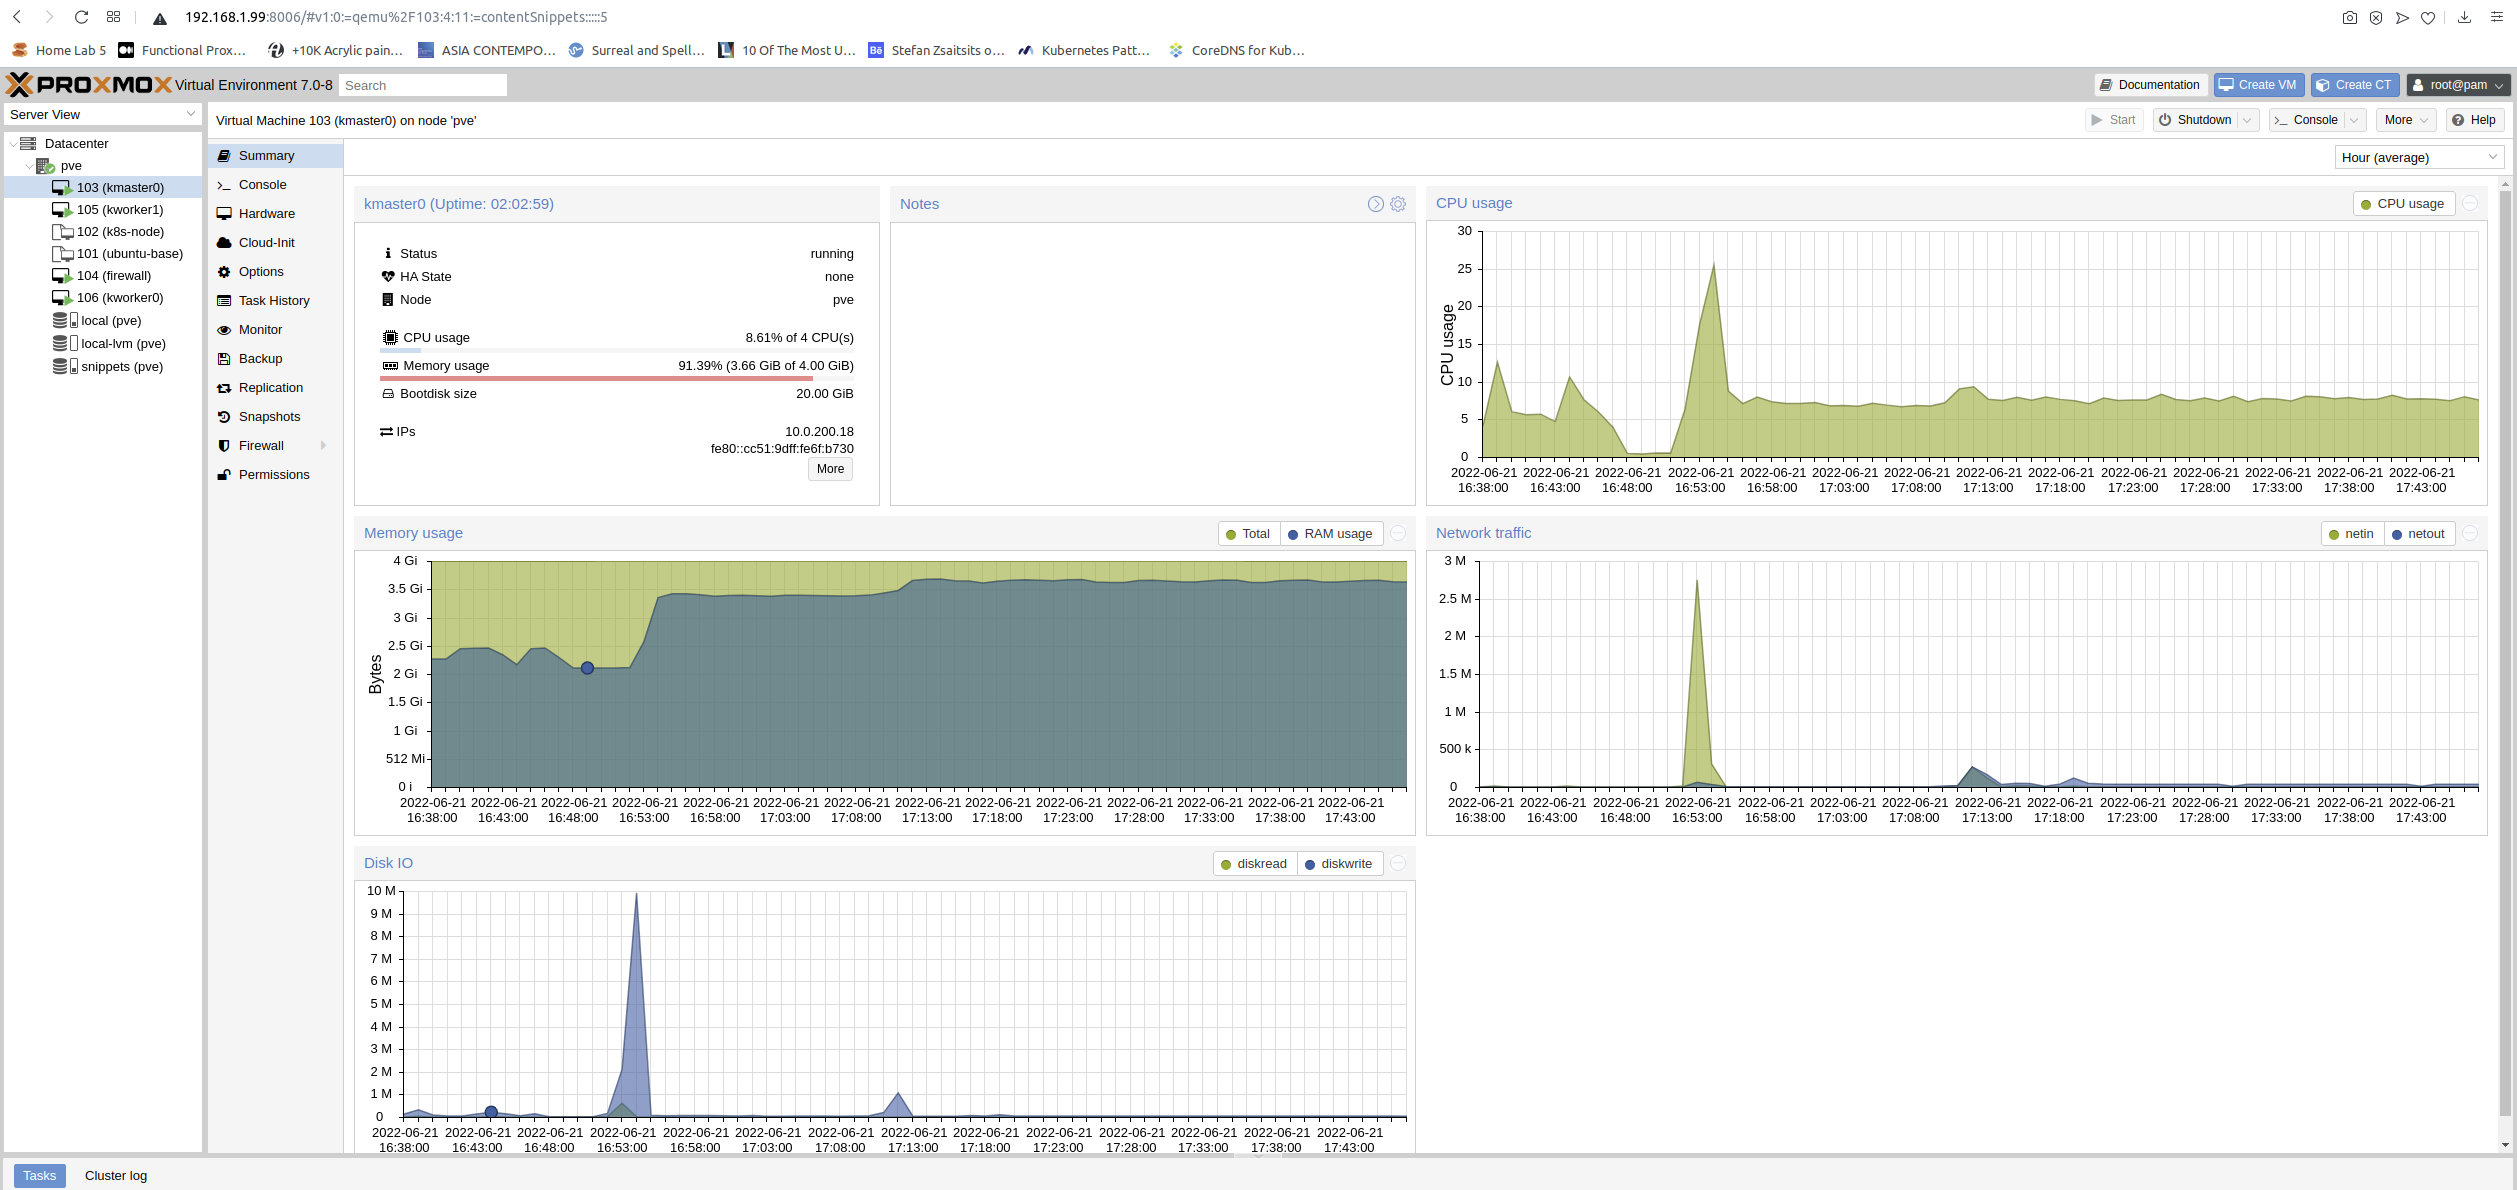 192.168.1.99:8006/#v1:0:=qemu%2F103:4:11:=contentSnippets:::::5
Home Lab 5 Functional Prox... +10K Acrylic pain... ASIA CONTEMPO... Surreal and Spell... 10 Of The Most U... Bē Stefan Zsaitsits o... Kubernetes Patt... CoreDNS for Kub...
PROXMOX Virtual Environment 7.0-8 Search Documentation Create VM Create CT root@pam
Server View
Datacenter
pve
103 (kmaster0)
105 (kworker1)
102 (k8s-node)
101 (ubuntu-base)
104 (firewall)
106 (kworker0)
local (pve)
local-lvm (pve)
snippets (pve)
Virtual Machine 103 (kmaster0) on node 'pve' Start Shutdown Console More Help
Summary
Console
Hardware
Cloud-Init
Options
Task History
Monitor
Backup
Replication
Snapshots
Firewall
Permissions
Hour (average)
kmaster0 (Uptime: 02:02:59)
Status running
HA State none
Node pve
CPU usage 8.61% of 4 CPU(s)
Memory usage 91.39% (3.66 GiB of 4.00 GiB)
Bootdisk size 20.00 GiB
IPs 10.0.200.18
fe80::cc51:9dff:fe6f:b730
More
Notes
CPU usage CPU usage
30
25
20
15
10
5
0
CPU usage
2022-06-21 2022-06-21 2022-06-21 2022-06-21 2022-06-21 2022-06-21 2022-06-21 2022-06-21 2022-06-21 2022-06-21 2022-06-21 2022-06-21 2022-06-21 2022-06-21
16:38:00 16:43:00 16:48:00 16:53:00 16:58:00 17:03:00 17:08:00 17:13:00 17:18:00 17:23:00 17:28:00 17:33:00 17:38:00 17:43:00
Memory usage Total RAM usage
4 Gi
3.5 Gi
3 Gi
2.5 Gi
2 Gi
1.5 Gi
1 Gi
512 Mi
0 i
Bytes
2022-06-21 2022-06-21 2022-06-21 2022-06-21 2022-06-21 2022-06-21 2022-06-21 2022-06-21 2022-06-21 2022-06-21 2022-06-21 2022-06-21 2022-06-21 2022-06-21
16:38:00 16:43:00 16:48:00 16:53:00 16:58:00 17:03:00 17:08:00 17:13:00 17:18:00 17:23:00 17:28:00 17:33:00 17:38:00 17:43:00
Network traffic netin netout
3 M
2.5 M
2 M
1.5 M
1 M
500 k
0
2022-06-21 2022-06-21 2022-06-21 2022-06-21 2022-06-21 2022-06-21 2022-06-21 2022-06-21 2022-06-21 2022-06-21 2022-06-21 2022-06-21 2022-06-21 2022-06-21
16:38:00 16:43:00 16:48:00 16:53:00 16:58:00 17:03:00 17:08:00 17:13:00 17:18:00 17:23:00 17:28:00 17:33:00 17:38:00 17:43:00
Disk IO diskread diskwrite
10 M
9 M
8 M
7 M
6 M
5 M
4 M
3 M
2 M
1 M
0
2022-06-21 2022-06-21 2022-06-21 2022-06-21 2022-06-21 2022-06-21 2022-06-21 2022-06-21 2022-06-21 2022-06-21 2022-06-21 2022-06-21 2022-06-21 2022-06-21
16:38:00 16:43:00 16:48:00 16:53:00 16:58:00 17:03:00 17:08:00 17:13:00 17:18:00 17:23:00 17:28:00 17:33:00 17:38:00 17:43:00
Tasks Cluster log